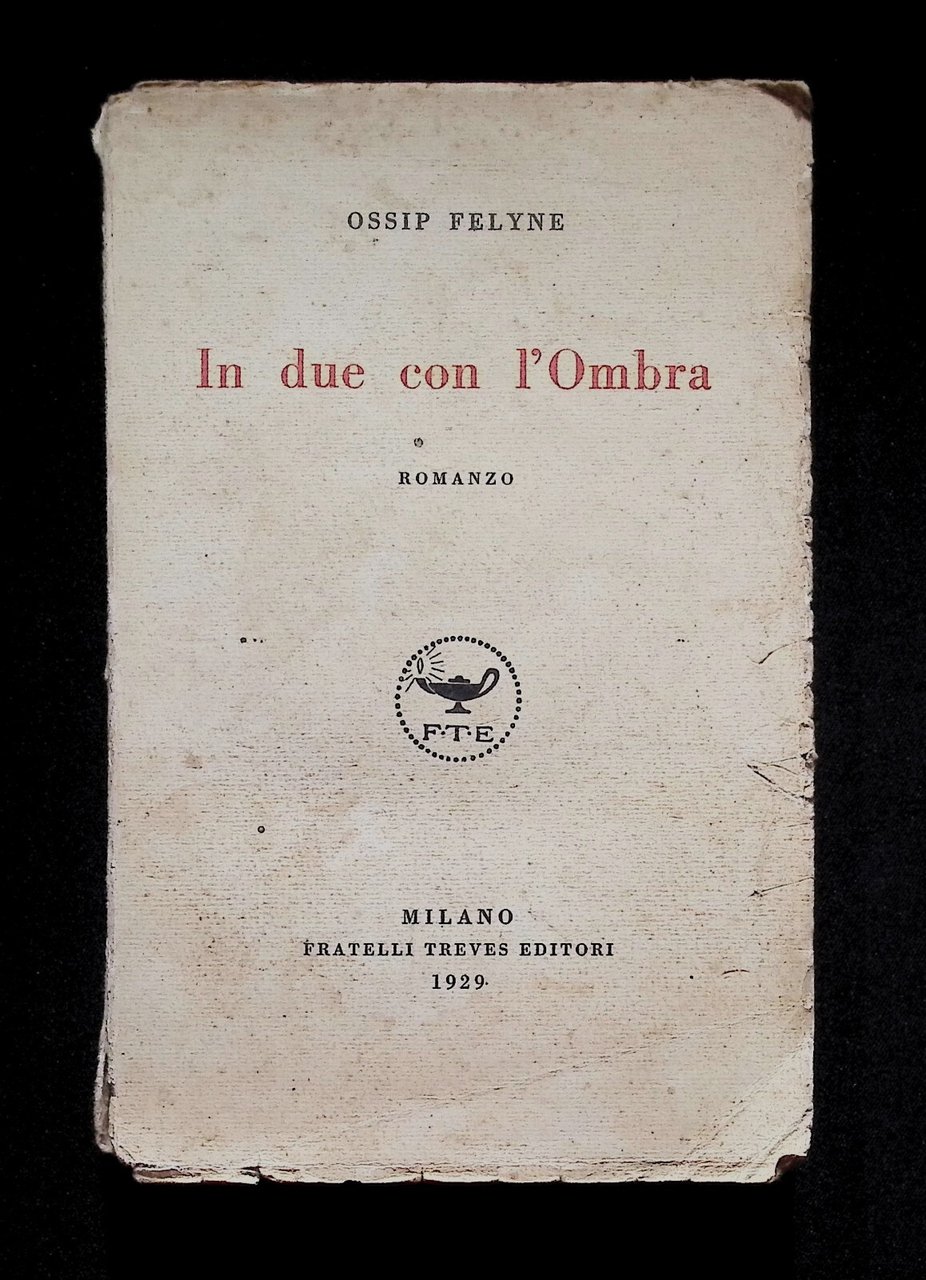 OSSIP FELYNE
In due con l'Ombra
ROMANZO
F·T·E
MILANO
FRATELLI TREVES EDITORI
1929